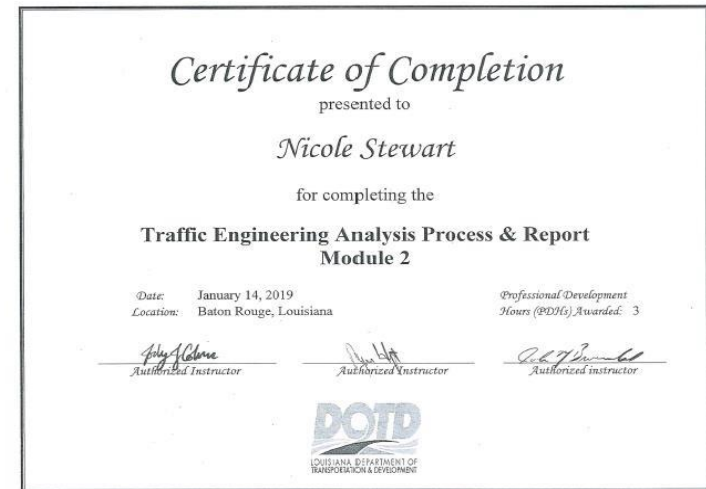 Certificate of Completion
presented to
Nicole Stewart
for completing the
Traffic Engineering Analysis Process & Report
Module 2
Date: January 14, 2019
Location: Baton Rouge, Louisiana
Professional Development
Hours (PDHs) Awarded: 3
Authorized Instructor
Authorized Instructor
Authorized instructor
DOTD
LOUISIANA DEPARTMENT OF
TRANSPORTATION & DEVELOPMENT